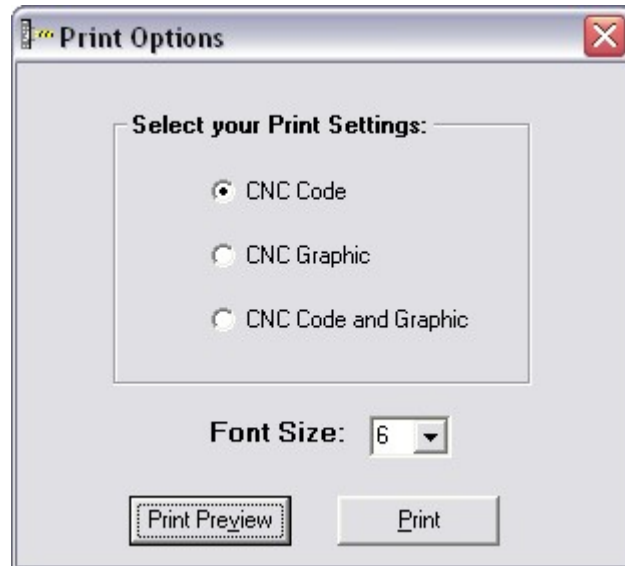 Print Options
Select your Print Settings:
CNC Code
CNC Graphic
CNC Code and Graphic
Font Size: 6
Print Preview Print